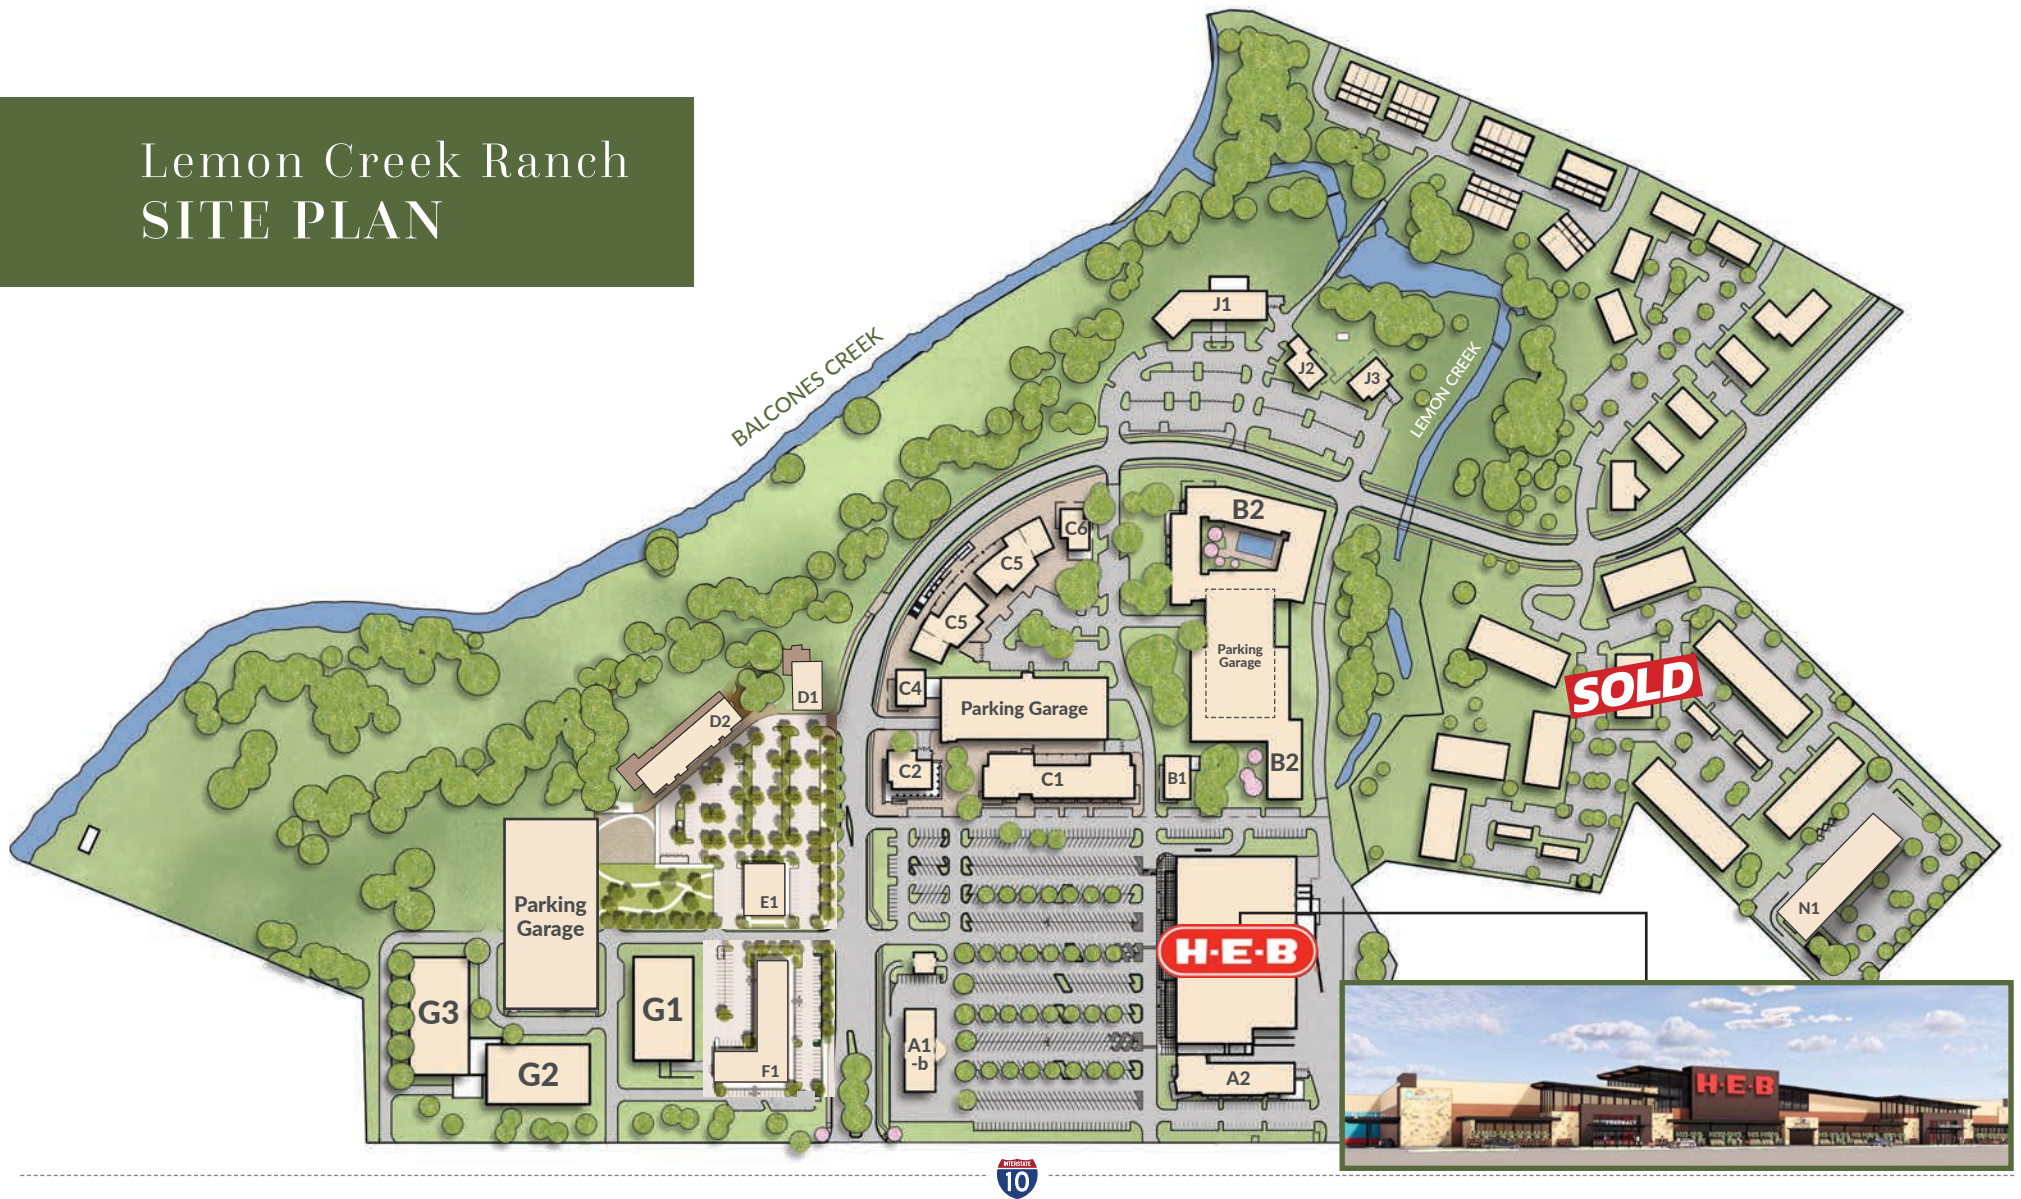 Lemon Creek Ranch
SITE PLAN
BALCONES CREEK
LEMON CREEK
J1
J2
J3
B2
C6
C5
C5
Parking
Garage
C4
Parking Garage
D1
D2
C2
C1
B1
B2
SOLD
E1
Parking
Garage
N1
H-E-B
G3
G1
G2
F1
A1
-b
A2
H-E-B
PHARMACY
INTERSTATE
10